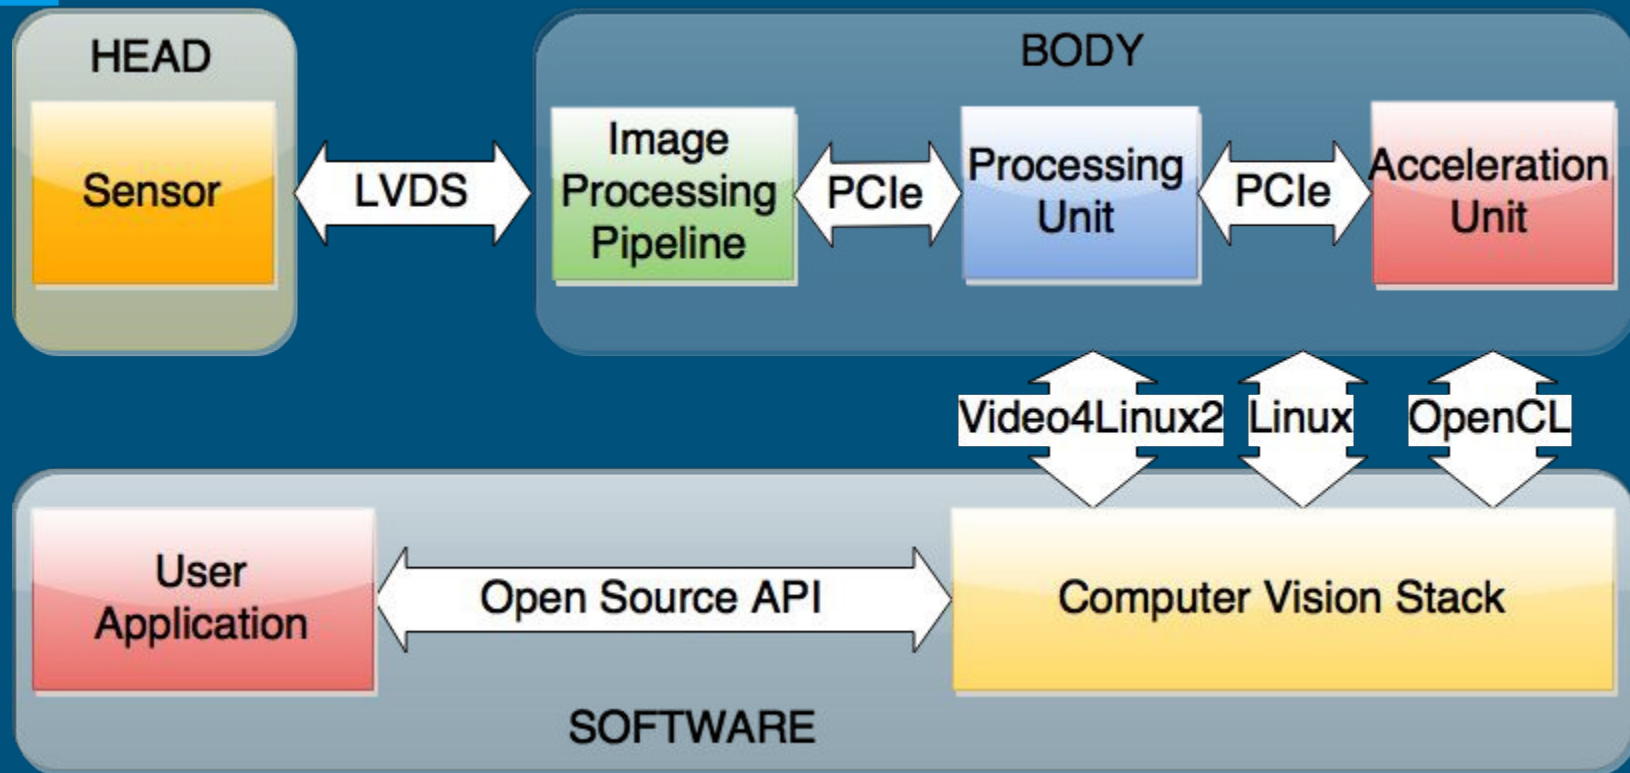 HEAD
BODY
Sensor
LVDS
Image
Processing
Pipeline
PCIe
Processing
Unit
PCIe
Acceleration
Unit
Video4Linux2
Linux
OpenCL
User
Application
Open Source API
Computer Vision Stack
SOFTWARE